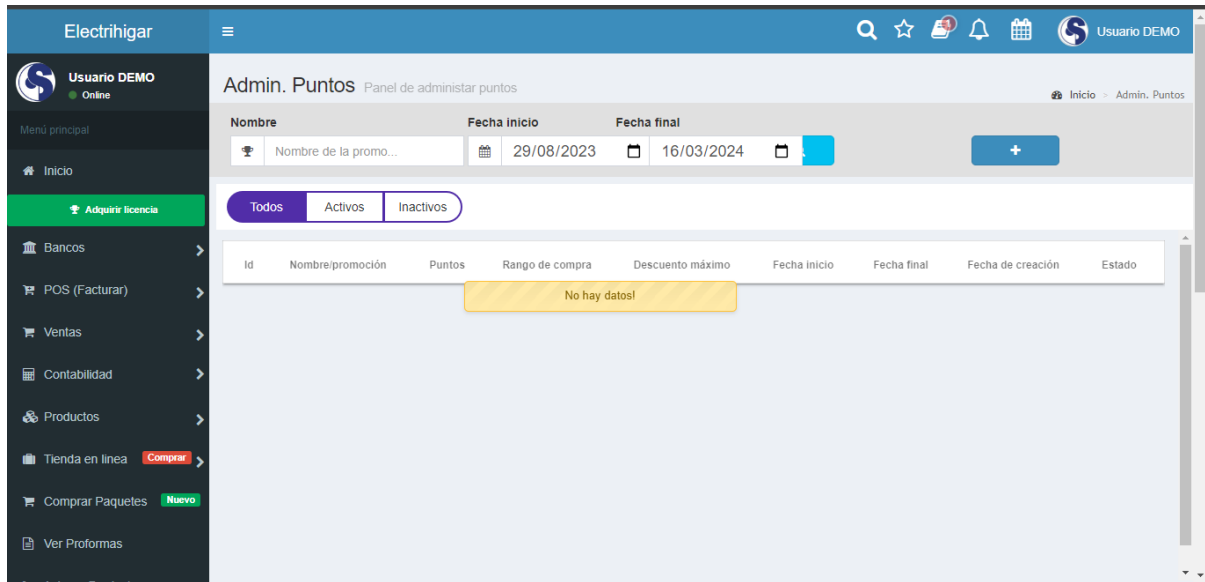 Electrihigar
Usuario DEMO
Usuario DEMO
Online
Menú principal
Inicio
Adquirir licencia
Bancos
POS (Facturar)
Ventas
Contabilidad
Productos
Tienda en linea Comprar
Comprar Paquetes Nuevo
Ver Proformas
Admin. Puntos Panel de administar puntos
Inicio > Admin. Puntos
Nombre Fecha inicio Fecha final
Nombre de la promo... 29/08/2023 16/03/2024 +
Todos Activos Inactivos
Id Nombre/promoción Puntos Rango de compra Descuento máximo Fecha inicio Fecha final Fecha de creación Estado
No hay datos!